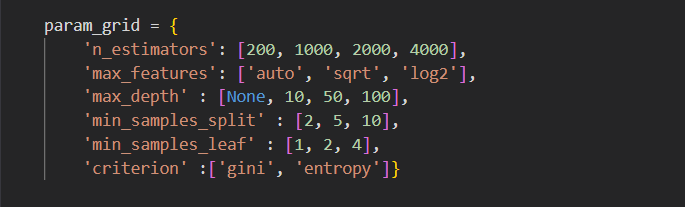 param_grid = {
'n_estimators': [200, 1000, 2000, 4000],
'max_features': ['auto', 'sqrt', 'log2'],
'max_depth' : [None, 10, 50, 100],
'min_samples_split' : [2, 5, 10],
'min_samples_leaf' : [1, 2, 4],
'criterion' :['gini', 'entropy']}